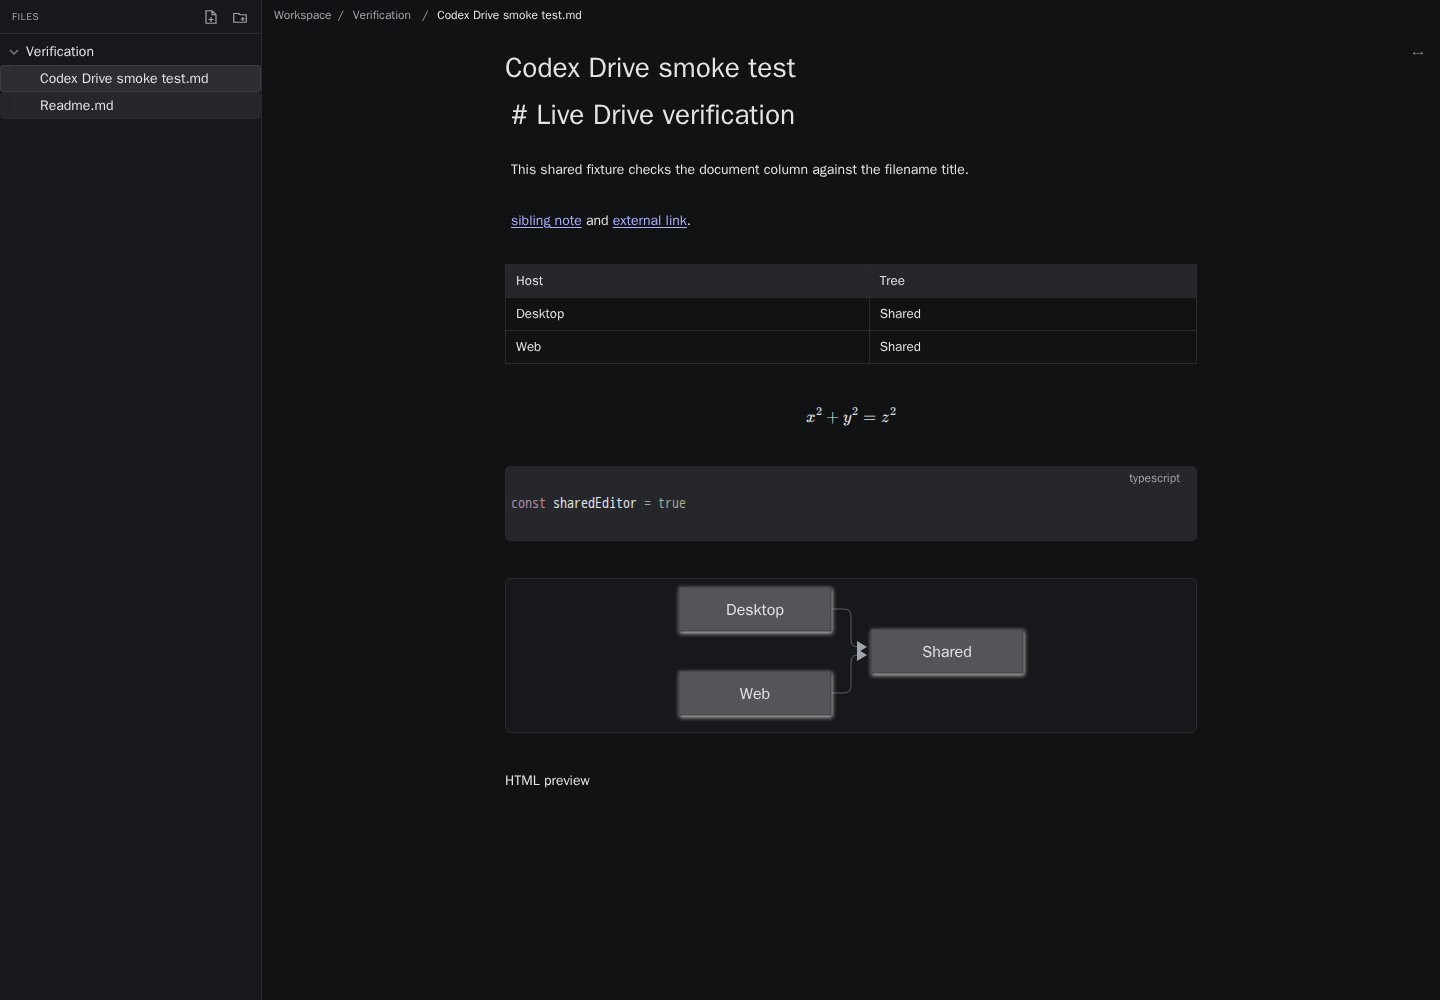 FILES
Verification
Codex Drive smoke test.md
Readme.md
Workspace / Verification / Codex Drive smoke test.md
Codex Drive smoke test
# Live Drive verification
This shared fixture checks the document column against the filename title.
sibling note and external link.
Host Tree
Desktop Shared
Web Shared
x² + y² = z²
typescript
const sharedEditor = true
Desktop
Shared
Web
HTML preview